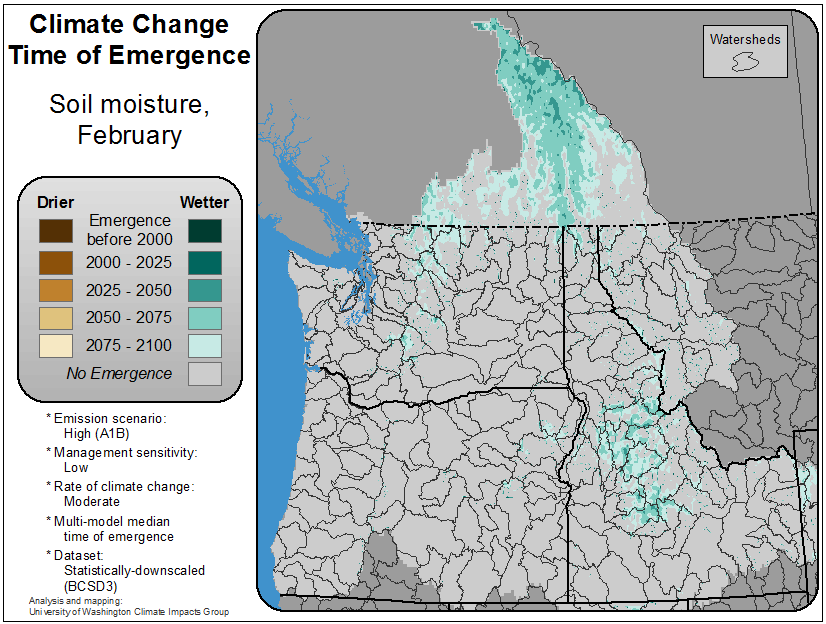 Climate Change
Time of Emergence
Soil moisture,
February
Drier Wetter
Emergence
before 2000
2000 - 2025
2025 - 2050
2050 - 2075
2075 - 2100
No Emergence
* Emission scenario:
High (A1B)
* Management sensitivity:
Low
* Rate of climate change:
Moderate
* Multi-model median
time of emergence
* Dataset:
Statistically-downscaled
(BCSD3)
Analysis and mapping:
University of Washington Climate Impacts Group
Watersheds